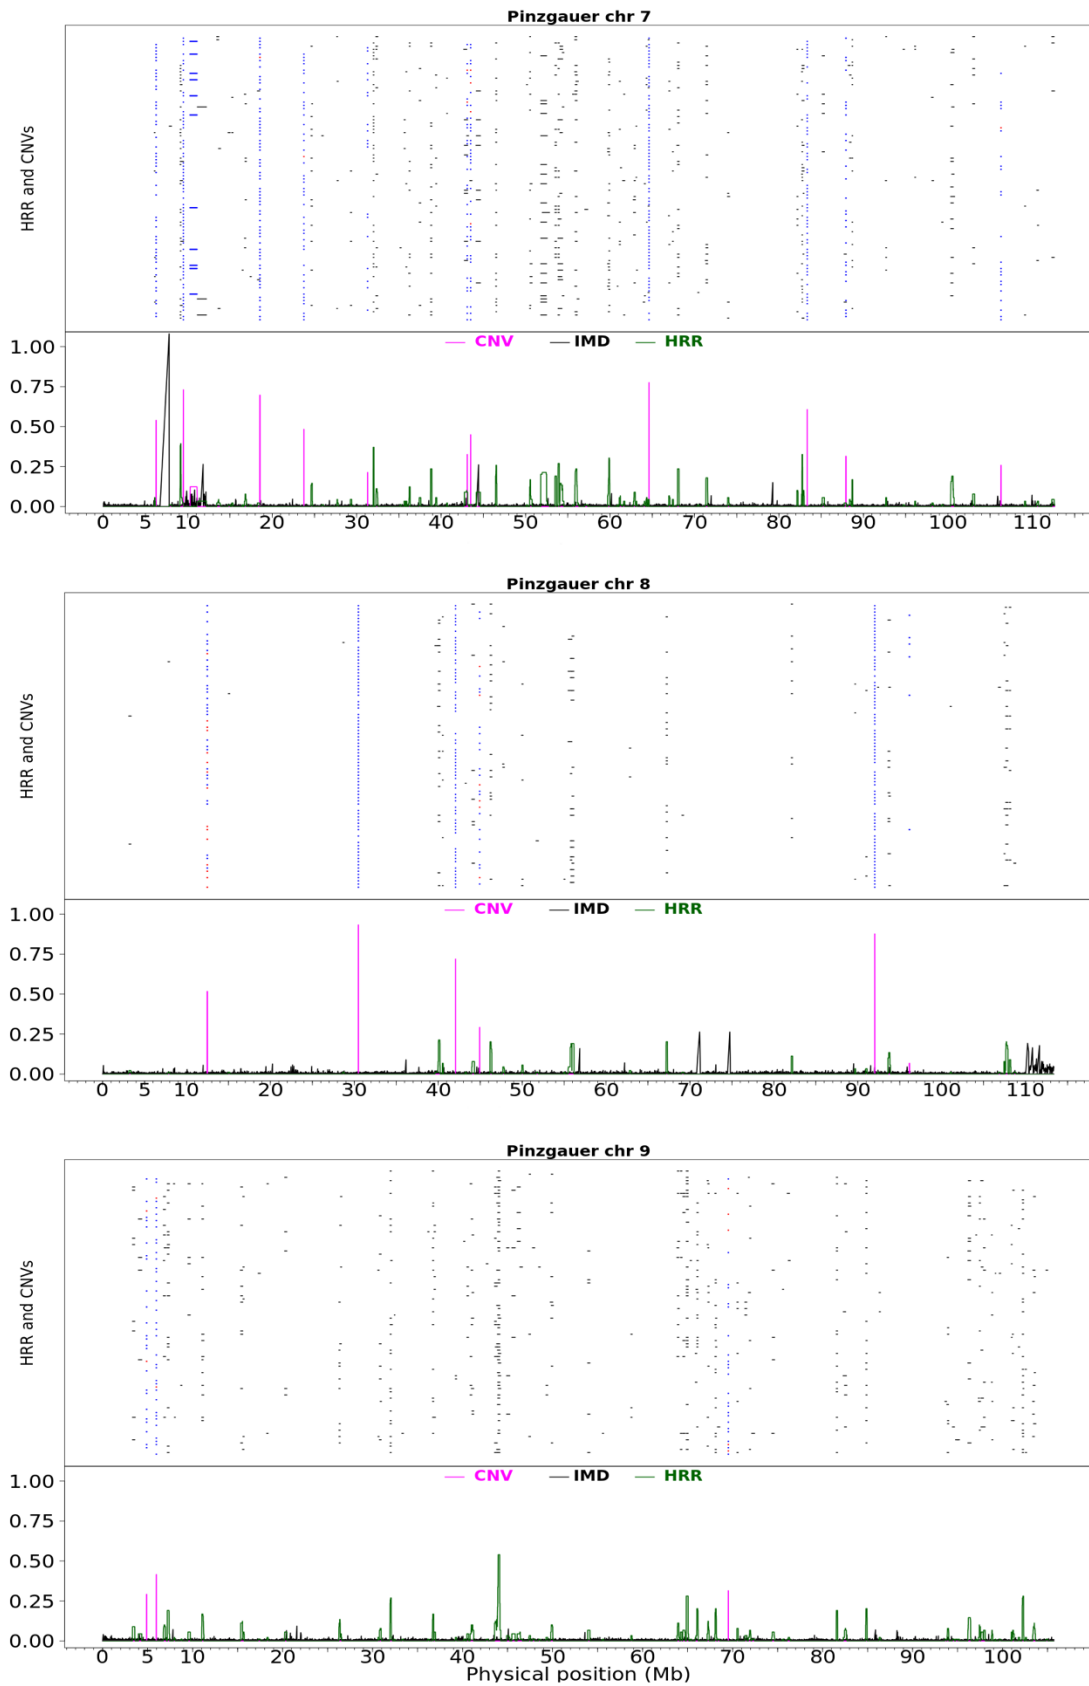 Pinzgauer chr 7
HRR and CNVs
CNV IMD HRR
1.00
0.75
0.50
0.25
0.00
0 5 10 20 30 40 50 60 70 80 90 100 110
Pinzgauer chr 8
HRR and CNVs
CNV IMD HRR
1.00
0.75
0.50
0.25
0.00
0 5 10 20 30 40 50 60 70 80 90 100 110
Pinzgauer chr 9
HRR and CNVs
CNV IMD HRR
1.00
0.75
0.50
0.25
0.00
0 5 10 20 30 40 50 60 70 80 90 100
Physical position (Mb)